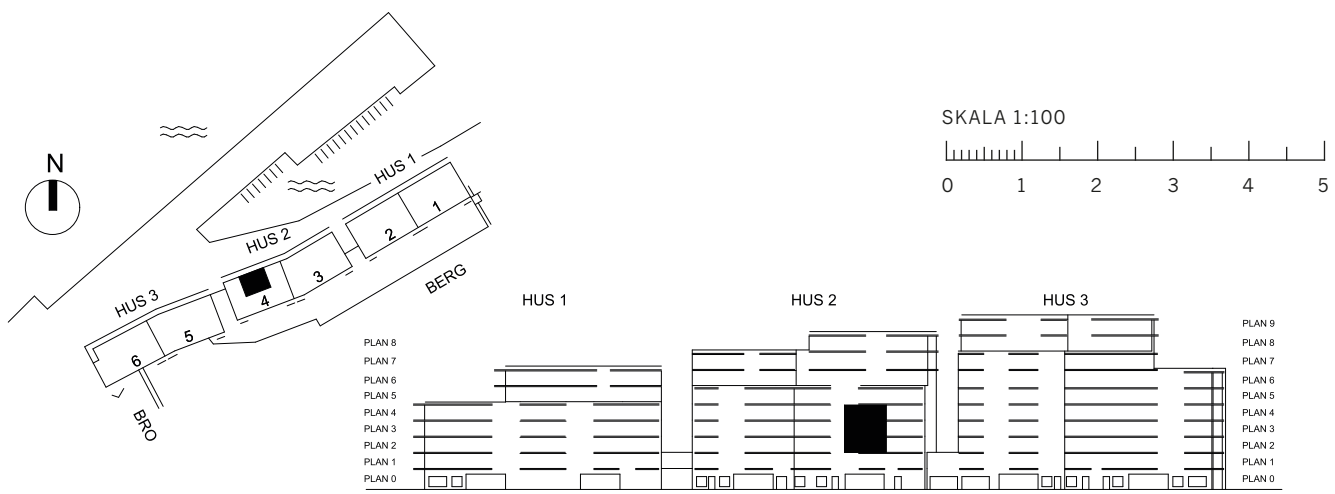 SKALA 1:100
0 1 2 3 4 5
N
HUS 1
1
2
HUS 2
3
4
BERG
HUS 3
5
6
BRO
HUS 1 HUS 2 HUS 3
PLAN 8
PLAN 7
PLAN 6
PLAN 5
PLAN 4
PLAN 3
PLAN 2
PLAN 1
PLAN 0
PLAN 9
PLAN 8
PLAN 7
PLAN 6
PLAN 5
PLAN 4
PLAN 3
PLAN 2
PLAN 1
PLAN 0